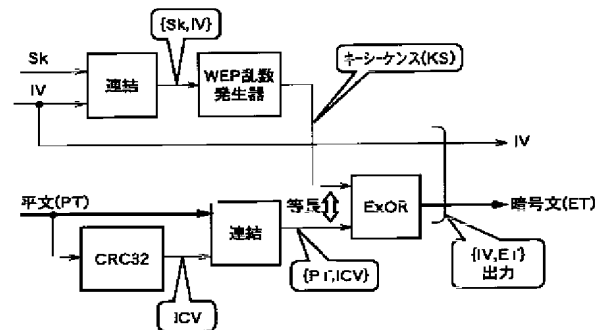 {Sk,IV}
Sk
IV
連結
WEP乱数
発生器
キーシーケンス(KS)
IV
平文(PT)
等長
ExOR
暗号文(ET)
連結
CRC32
{PT,ICV}
{IV,ET}
出力
ICV